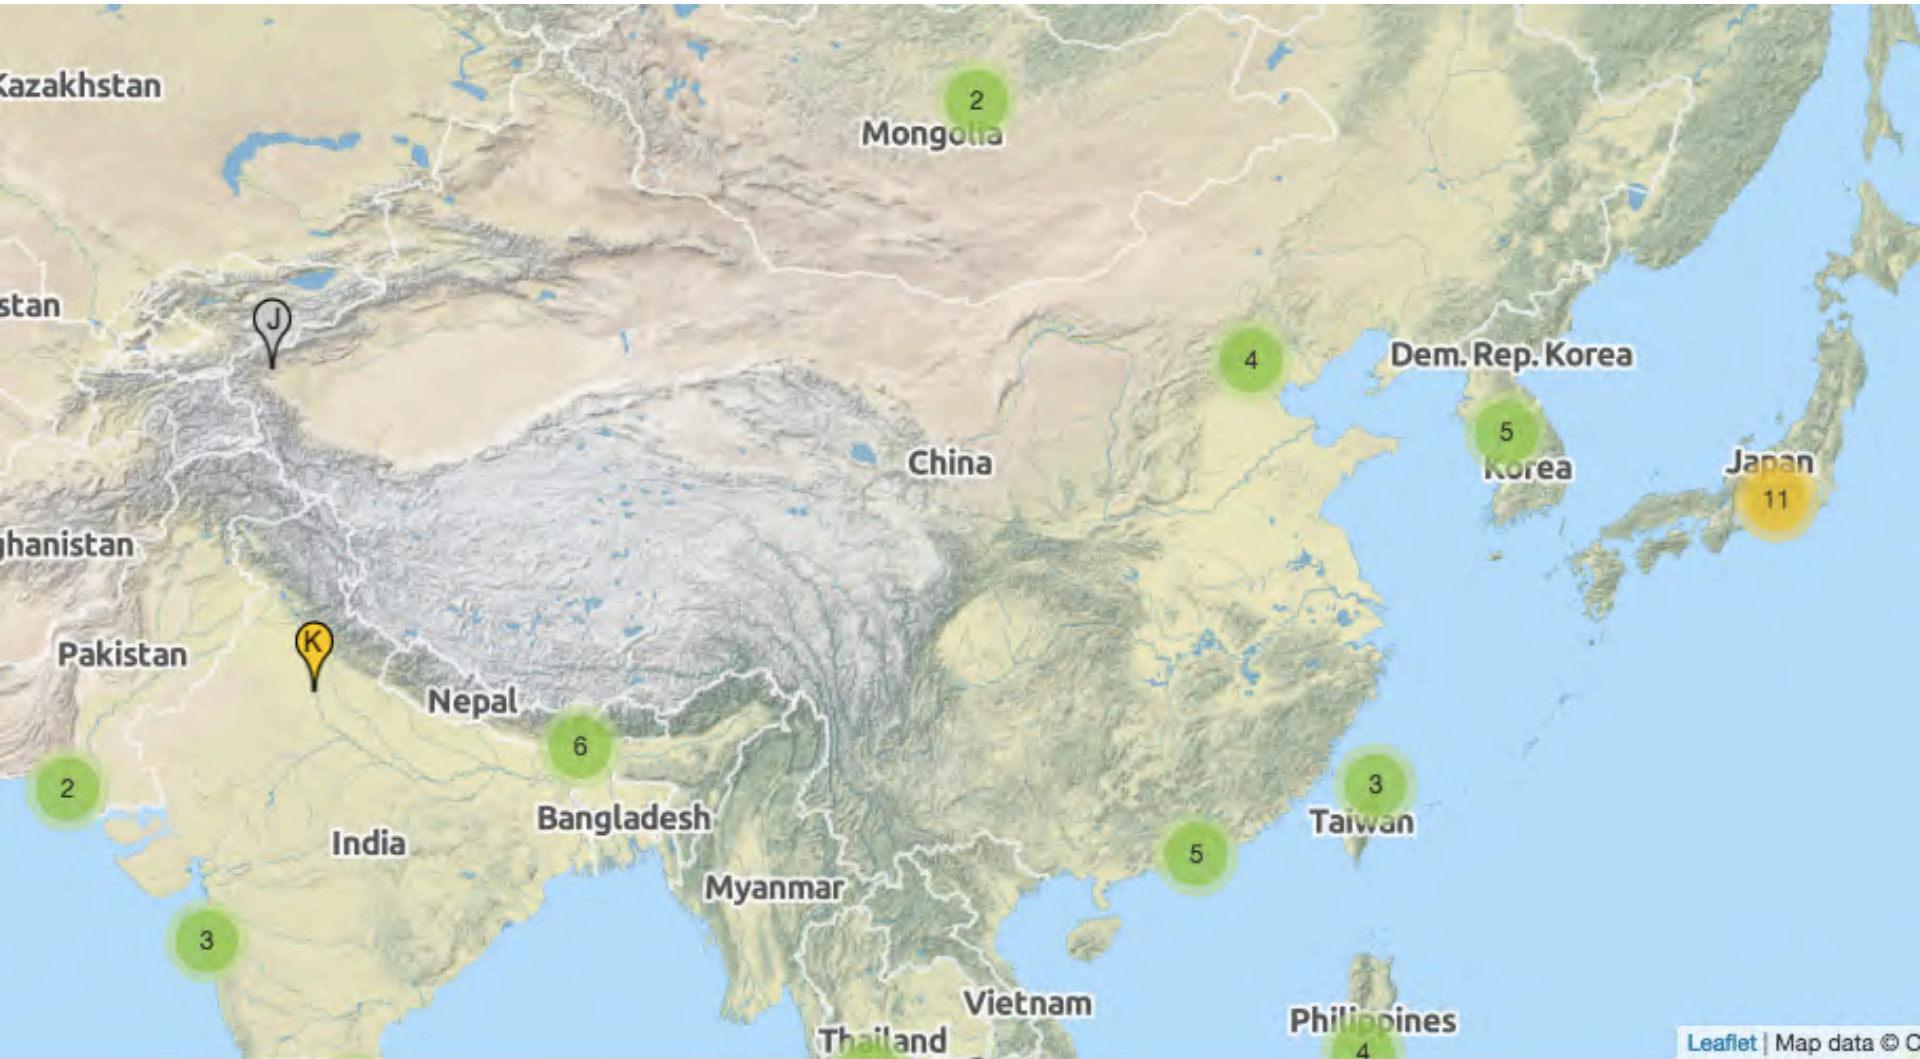 Kazakhstan
2
Mongolia
stan
J
4
Dem. Rep. Korea
5
Korea
China
Japan
11
ghanistan
K
Pakistan
Nepal
6
2
3
Bangladesh
Taiwan
India
5
Myanmar
3
Vietnam
Philippines
Thailand
4
Leaflet | Map data © C